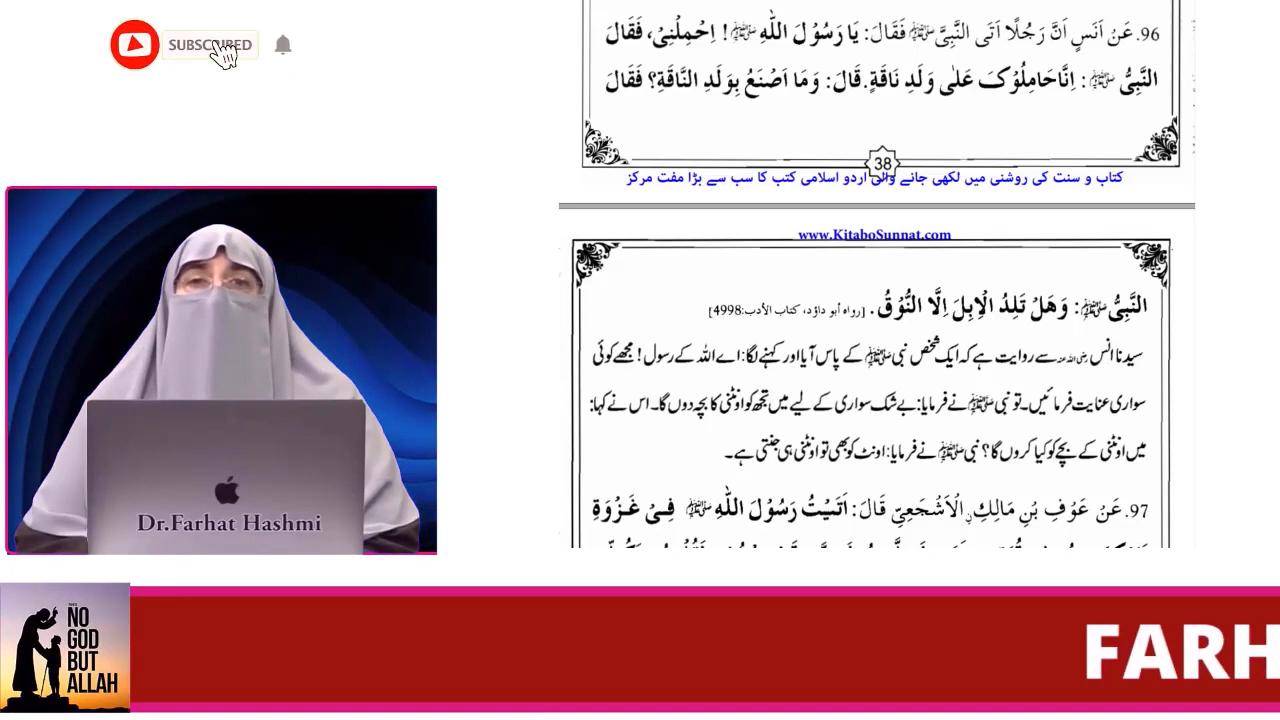 SUBSCRIBED
96. عَنْ اَنَسٍ اَنَّ رَجُلًا اَتَى النَّبِیَّ ﷺ فَقَالَ: یَا رَسُوْلَ اللّٰهِ ﷺ! اِحْمِلْنِیْ، فَقَالَ
النَّبِیُّ ﷺ: اِنَّا حَامِلُوْکَ عَلٰی وَلَدِ نَاقَةٍ. قَالَ: وَمَا اَصْنَعُ بِوَلَدِ النَّاقَةِ؟ فَقَالَ
38
کتاب و سنت کی روشنی میں لکھی جانے والی اردو اسلامی کتب کا سب سے بڑا مفت مرکز
www.KitaboSunnat.com
النَّبِیُّ ﷺ: وَهَلْ تَلِدُ الْاِبِلَ اِلَّا النُّوْقُ. [رواه أبو داؤد، کتاب الأدب:4998]
سیدنا انس رضی اللہ عنہ سے روایت ہے کہ ایک شخص نبی ﷺ کے پاس آیا اور کہنے لگا: اے اللہ کے رسول! مجھے کوئی
سواری عنایت فرمائیں۔ تو نبی ﷺ نے فرمایا: بے شک سواری کے لیے میں تجھ کو اونٹنی کا بچہ دوں گا۔ اس نے کہا:
میں اونٹنی کے بچے کو کیا کروں گا؟ نبی ﷺ نے فرمایا: اونٹ کو بھی تو اونٹنی ہی جنتی ہے۔
97. عَنْ عَوْفِ بْنِ مَالِکِ نِ الْاَشْجَعِیِّ قَالَ: اَتَیْتُ رَسُوْلَ اللّٰهِ ﷺ فِیْ غَزْوَةِ
Dr.Farhat Hashmi
NO
GOD
BUT
ALLAH
FARH